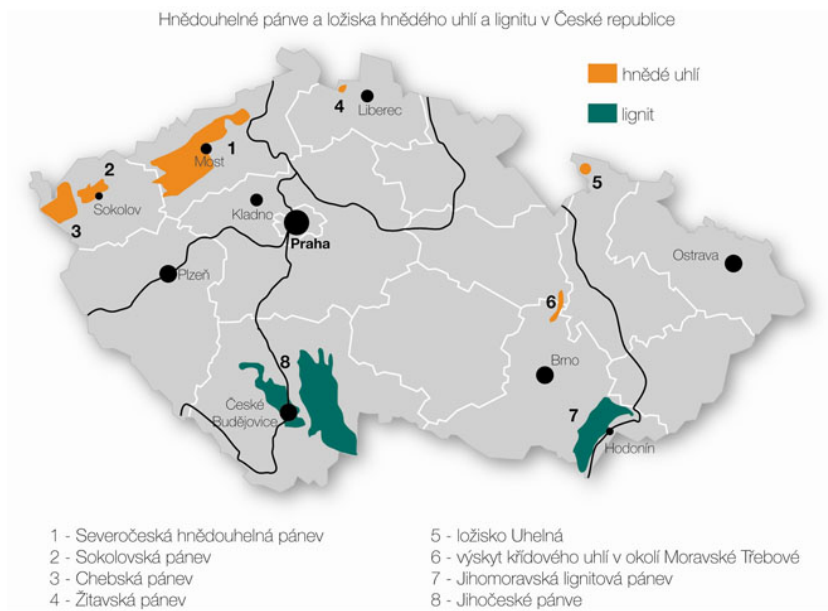 Hnědouhelné pánve a ložiska hnědého uhlí a lignitu v České republice
hnědé uhlí
lignit
4
Liberec
1
Most
2
Sokolov
3
Kladno
Praha
5
Plzeň
Ostrava
6
8
Brno
České
Budějovice
7
Hodonín
1 - Severočeská hnědouhelná pánev
2 - Sokolovská pánev
3 - Chebská pánev
4 - Žitavská pánev
5 - ložisko Uhelná
6 - výskyt křídového uhlí v okolí Moravské Třebové
7 - Jihomoravská lignitová pánev
8 - Jihočeské pánve